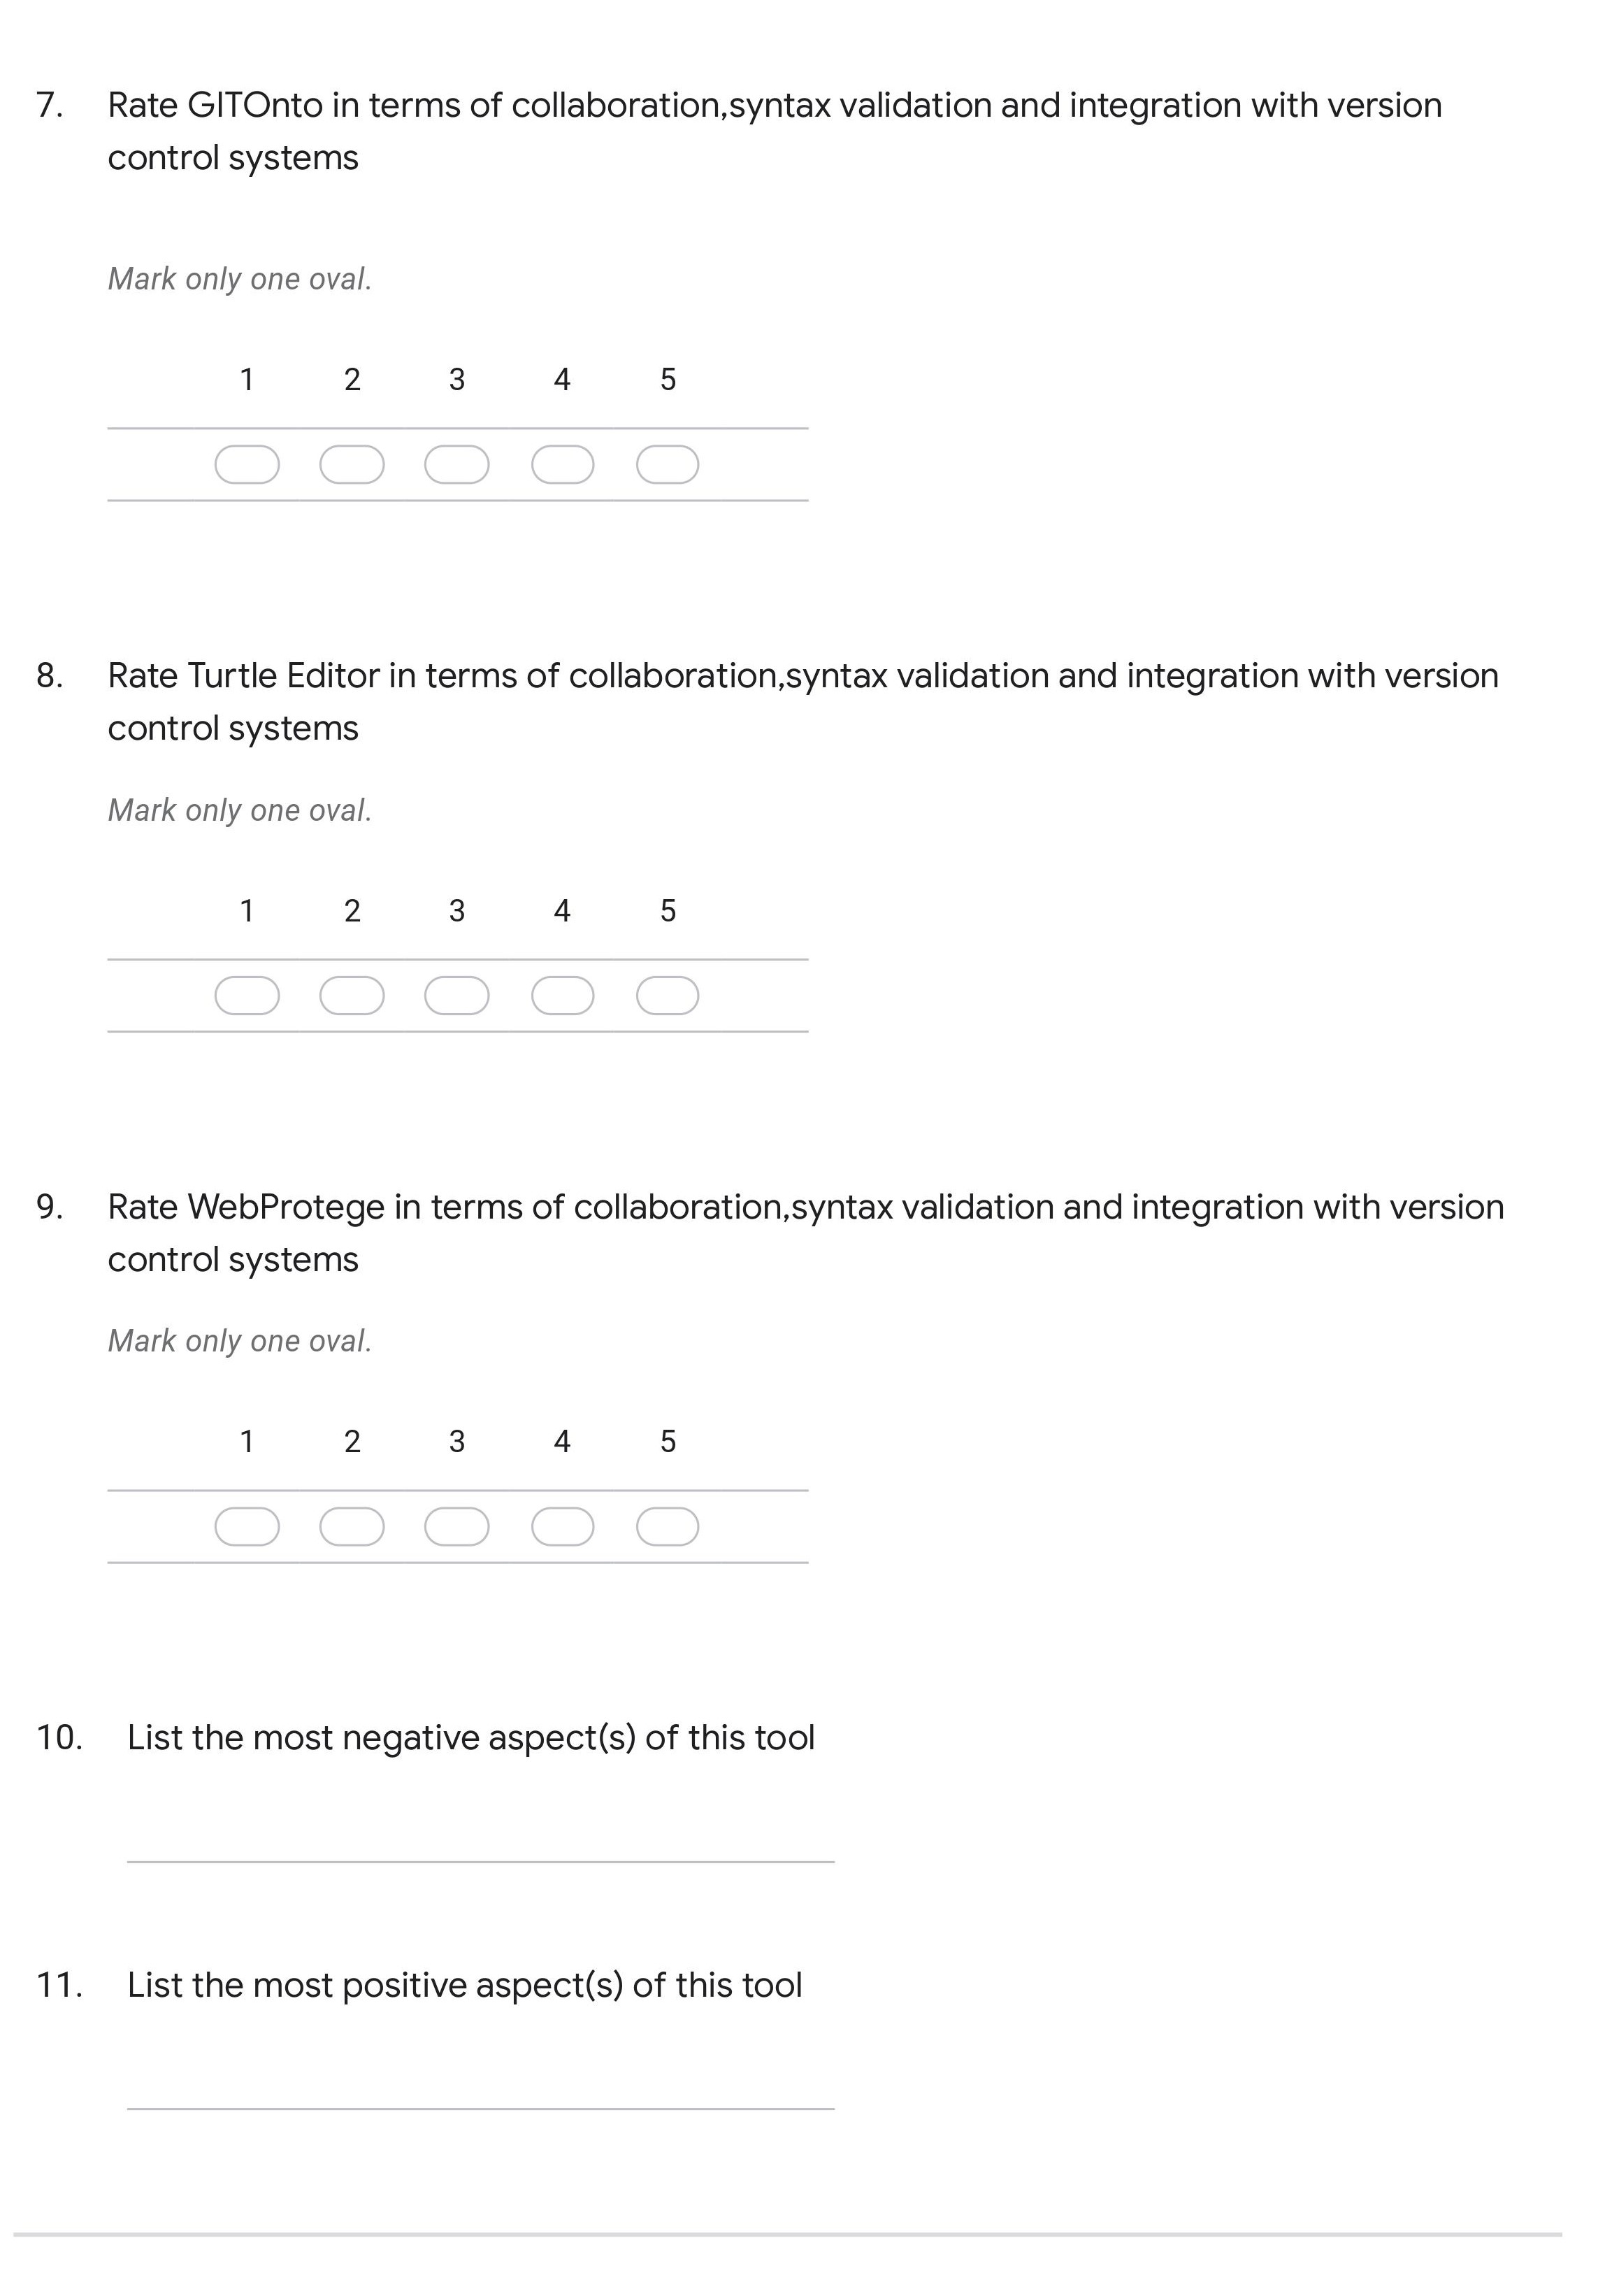 7. Rate GITOnto in terms of collaboration,syntax validation and integration with version
control systems
Mark only one oval.
1 2 3 4 5
8. Rate Turtle Editor in terms of collaboration,syntax validation and integration with version
control systems
Mark only one oval.
1 2 3 4 5
9. Rate WebProtege in terms of collaboration,syntax validation and integration with version
control systems
Mark only one oval.
1 2 3 4 5
10. List the most negative aspect(s) of this tool
11. List the most positive aspect(s) of this tool